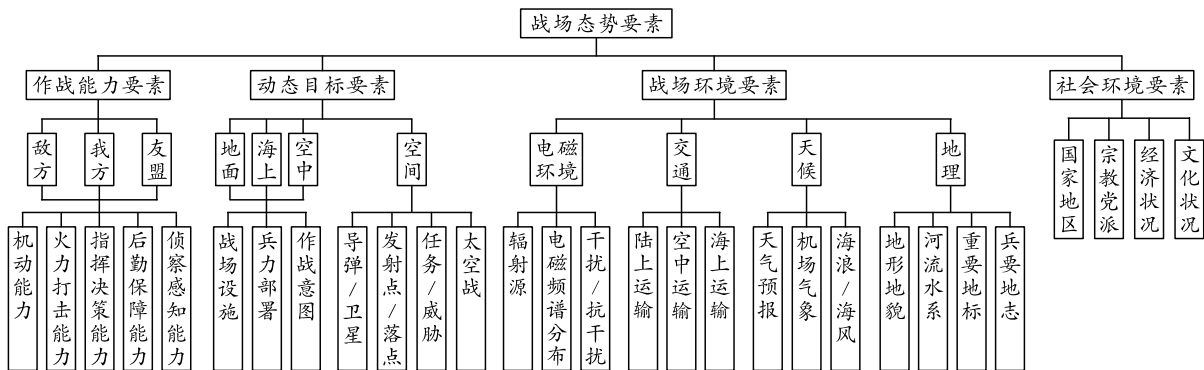 战场态势要素
作战能力要素
动态目标要素
战场环境要素
社会环境要素
敌方
我方
友盟
地面
海上
空中
空间
电磁环境
交通
天候
地理
国家地区
宗教党派
经济状况
文化状况
机动能力
火力打击能力
指挥决策能力
后勤保障能力
侦察感知能力
战场设施
兵力部署
作战意图
导弹/卫星
发射点/落点
任务/威胁
太空战
辐射源
电磁频谱分布
干扰/抗干扰
陆上运输
空中运输
海上运输
天气预报
机场气象
海浪/海风
地形地貌
河流水系
重要地标
兵要地志